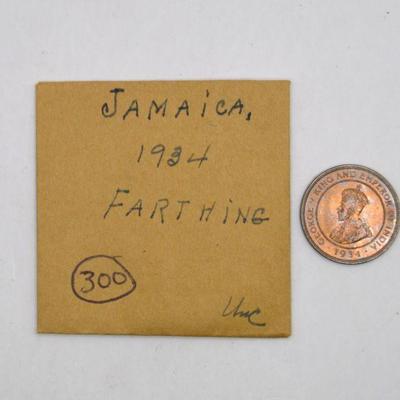 JAMAICA,
1934
FARTHING
300
Unc
GEORGE V KING AND EMPEROR OF INDIA
1934